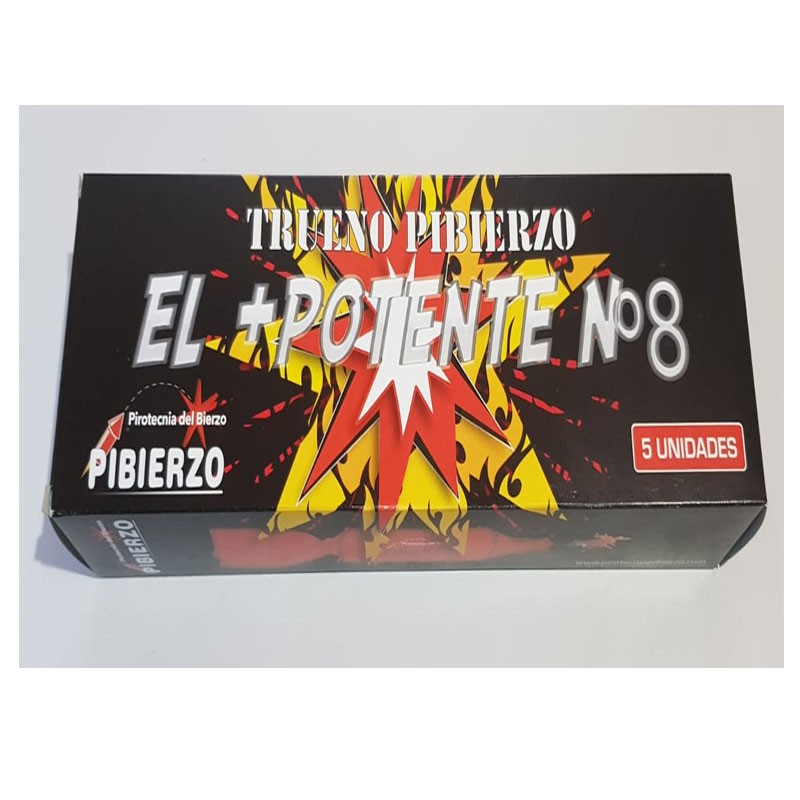 TRUENO PIBIERZO
EL +POTENTE Nº8
Pirotecnia del Bierzo
PIBIERZO
5 UNIDADES
PIBIERZO